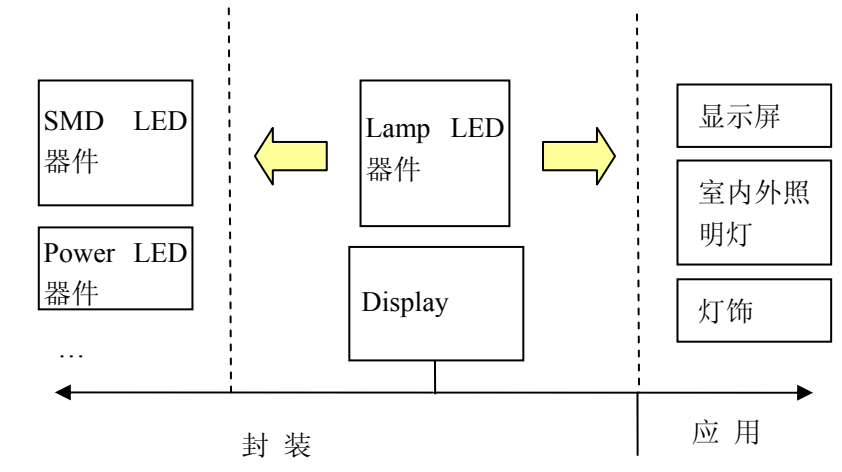 SMD LED
器件
Power LED
器件
…
Lamp LED
器件
Display
显示屏
室内外照
明灯
灯饰
封 装
应 用